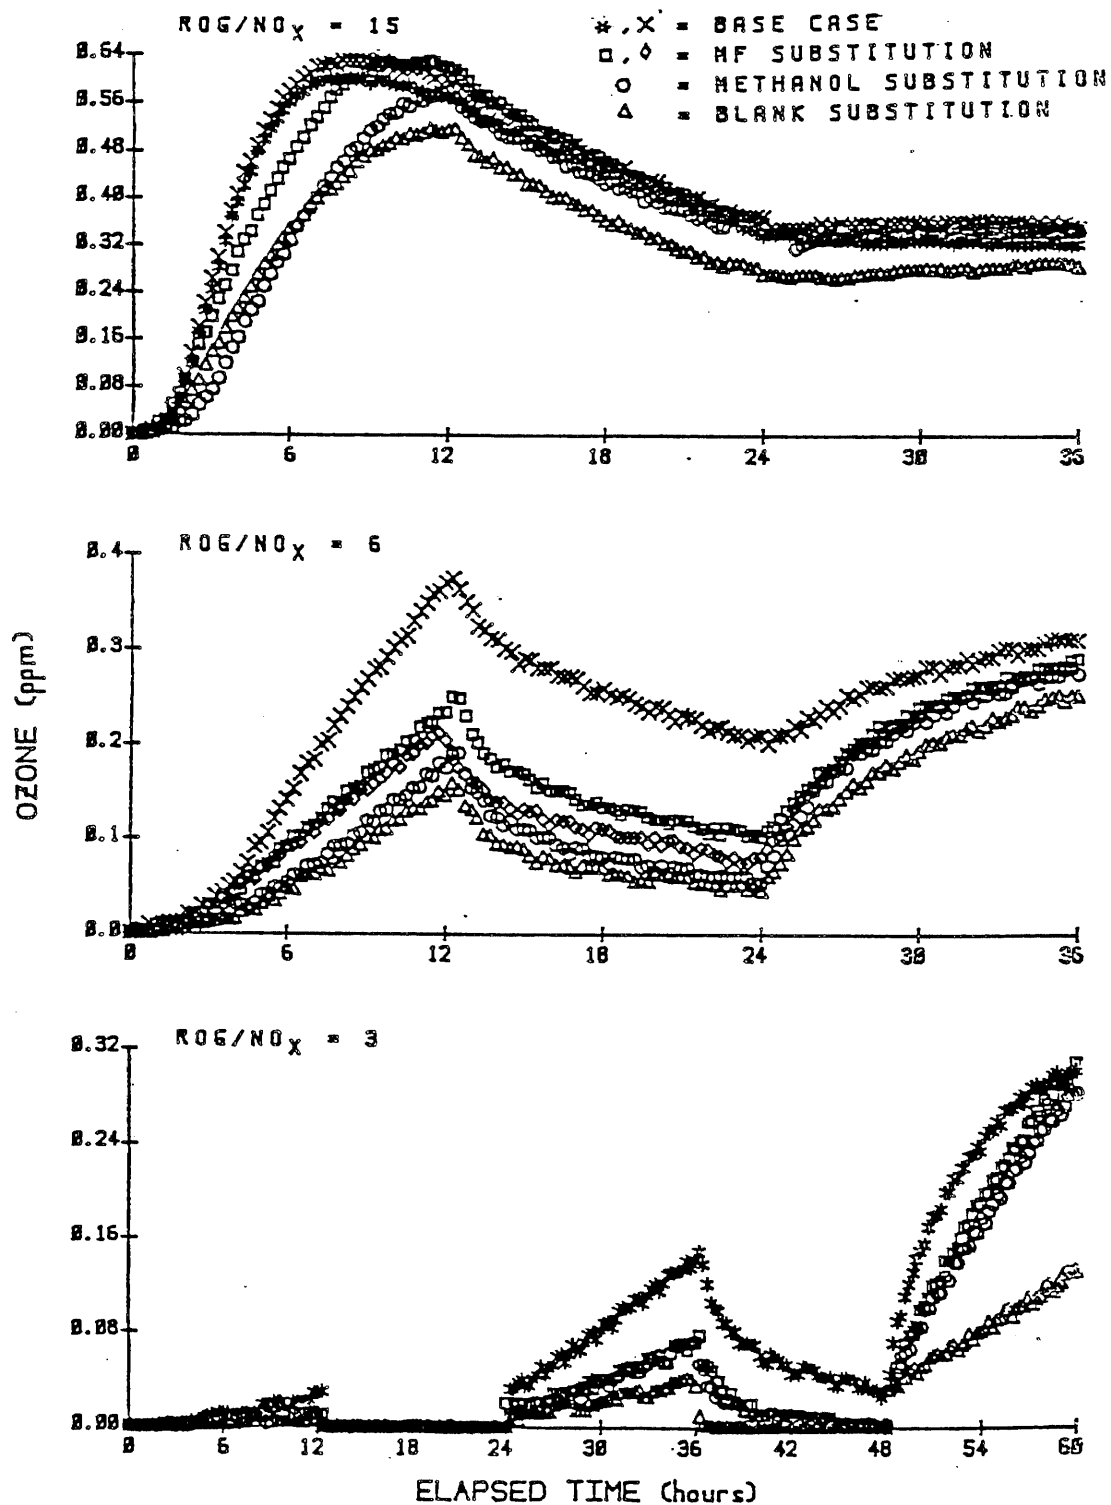 ROG/NOX = 15
*,X = BASE CASE
□,◊ = MF SUBSTITUTION
O = METHANOL SUBSTITUTION
△ = BLANK SUBSTITUTION
0.64
0.56
0.48
0.40
0.32
0.24
0.16
0.08
0.00
0 6 12 18 24 30 36
ROG/NOX = 6
0.4
0.3
0.2
0.1
0.0
0 6 12 18 24 30 36
OZONE (ppm)
ROG/NOX = 3
0.32
0.24
0.16
0.08
0.00
0 6 12 18 24 30 36 42 48 54 60
ELAPSED TIME (hours)